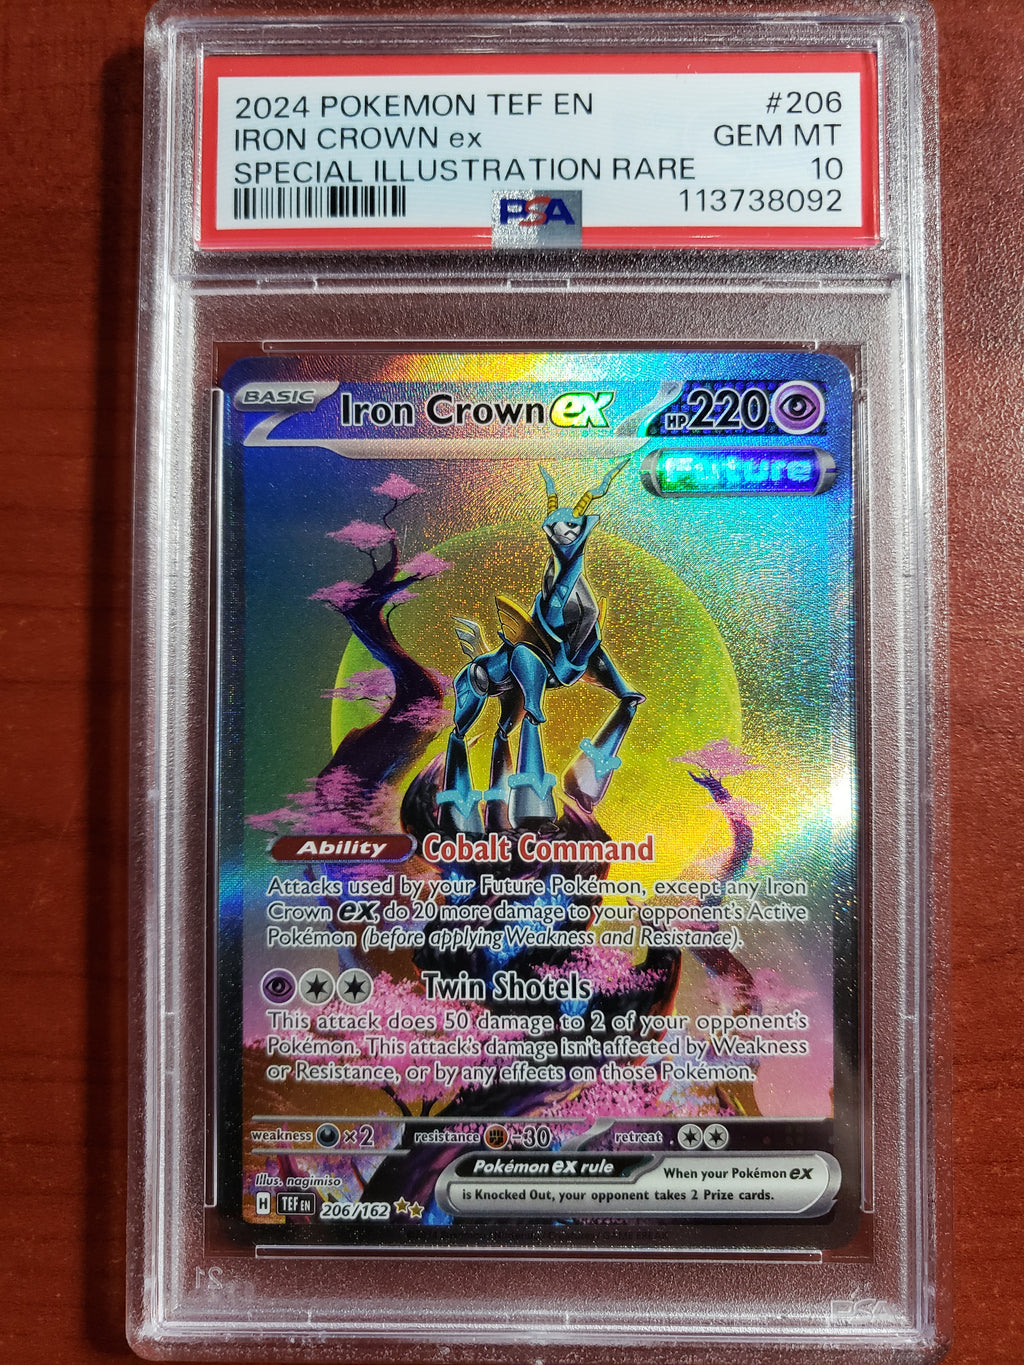 2024 POKEMON TEF EN #206
IRON CROWN ex GEM MT
SPECIAL ILLUSTRATION RARE 10
PSA 113738092
BASIC Iron Crown ex HP 220
Future
Ability Cobalt Command
Attacks used by your Future Pokémon, except any Iron
Crown ex, do 20 more damage to your opponent's Active
Pokémon (before applying Weakness and Resistance).
Twin Shotels
This attack does 50 damage to 2 of your opponent's
Pokémon. This attack's damage isn't affected by Weakness
or Resistance, or by any effects on those Pokémon.
weakness ×2 resistance -30 retreat
Pokémon ex rule When your Pokémon ex
is Knocked Out, your opponent takes 2 Prize cards.
Illus. nagimiso
H TEF EN 206/162
PSA